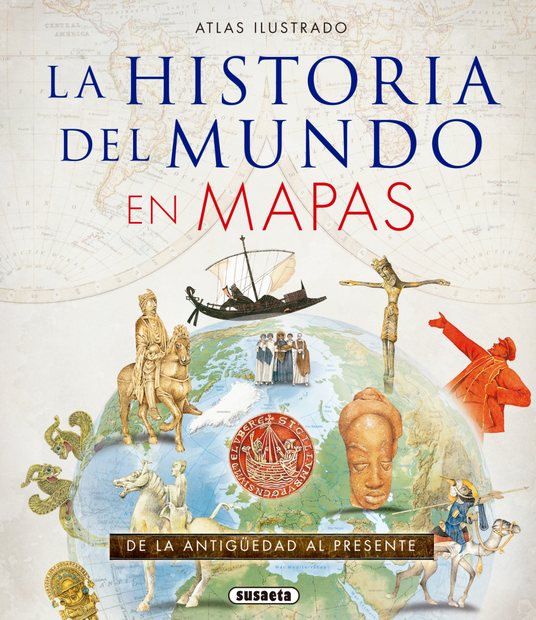 ATLAS ILUSTRADO
LA HISTORIA
DEL MUNDO
EN MAPAS
DE LA ANTIGÜEDAD AL PRESENTE
susaeta